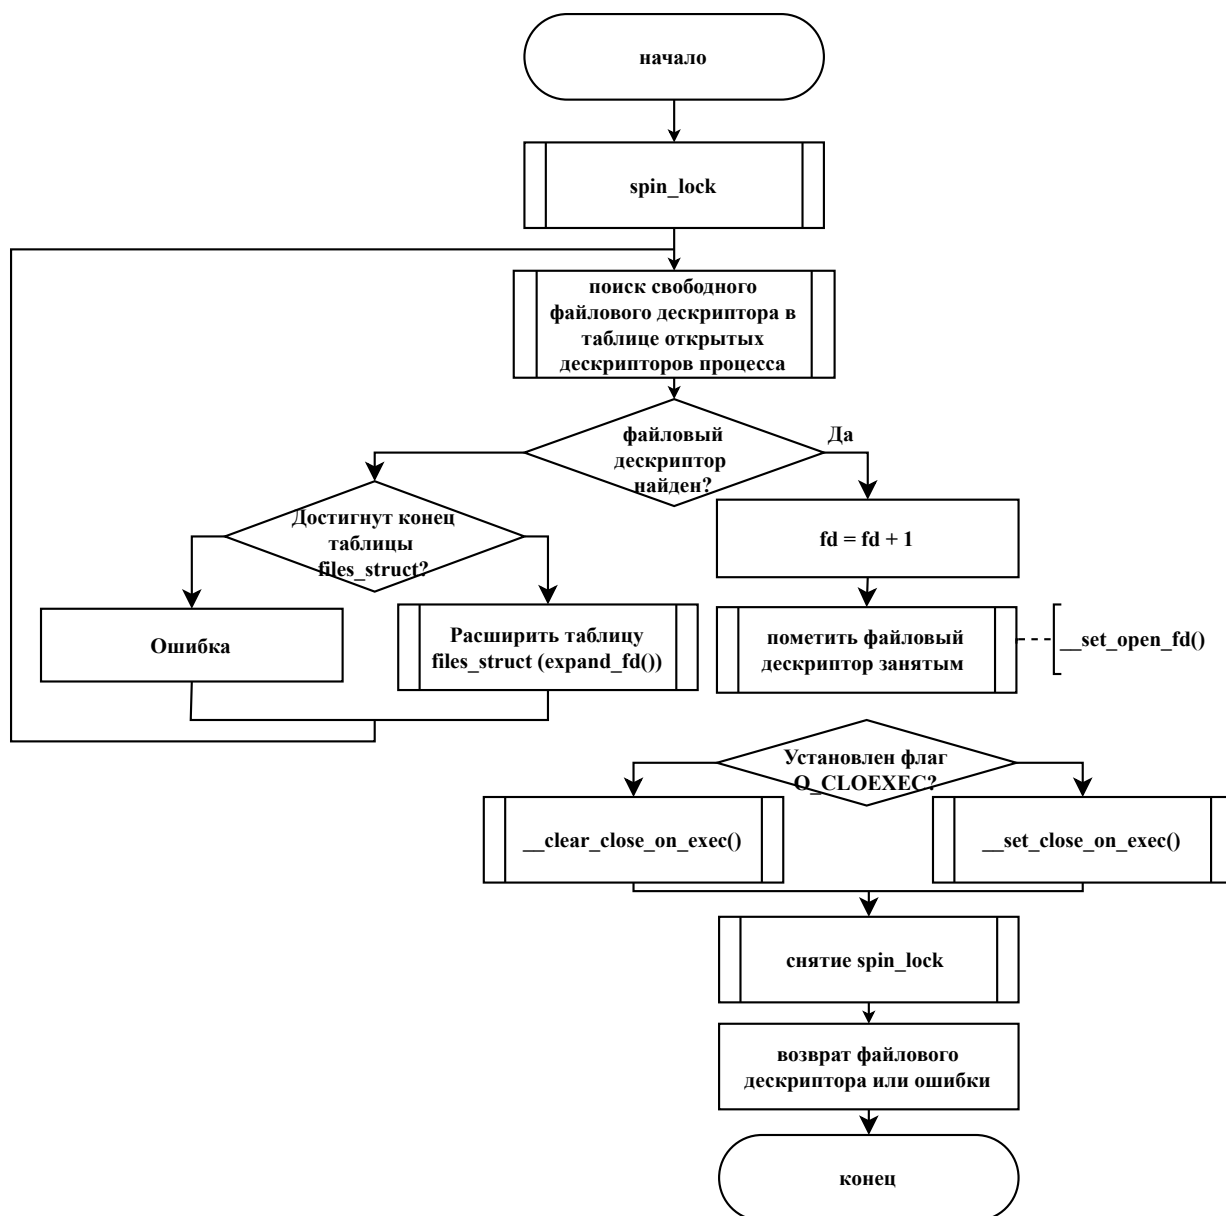 начало
spin_lock
поиск свободного
файлового дескриптора в
таблице открытых
дескрипторов процесса
файловый
дескриптор
найден?
Да
Достигнут конец
таблицы
files_struct?
fd = fd + 1
Ошибка
Расширить таблицу
files_struct (expand_fd())
пометить файловый
дескриптор занятым
__set_open_fd()
Установлен флаг
O_CLOEXEC?
__clear_close_on_exec()
__set_close_on_exec()
снятие spin_lock
возврат файлового
дескриптора или ошибки
конец